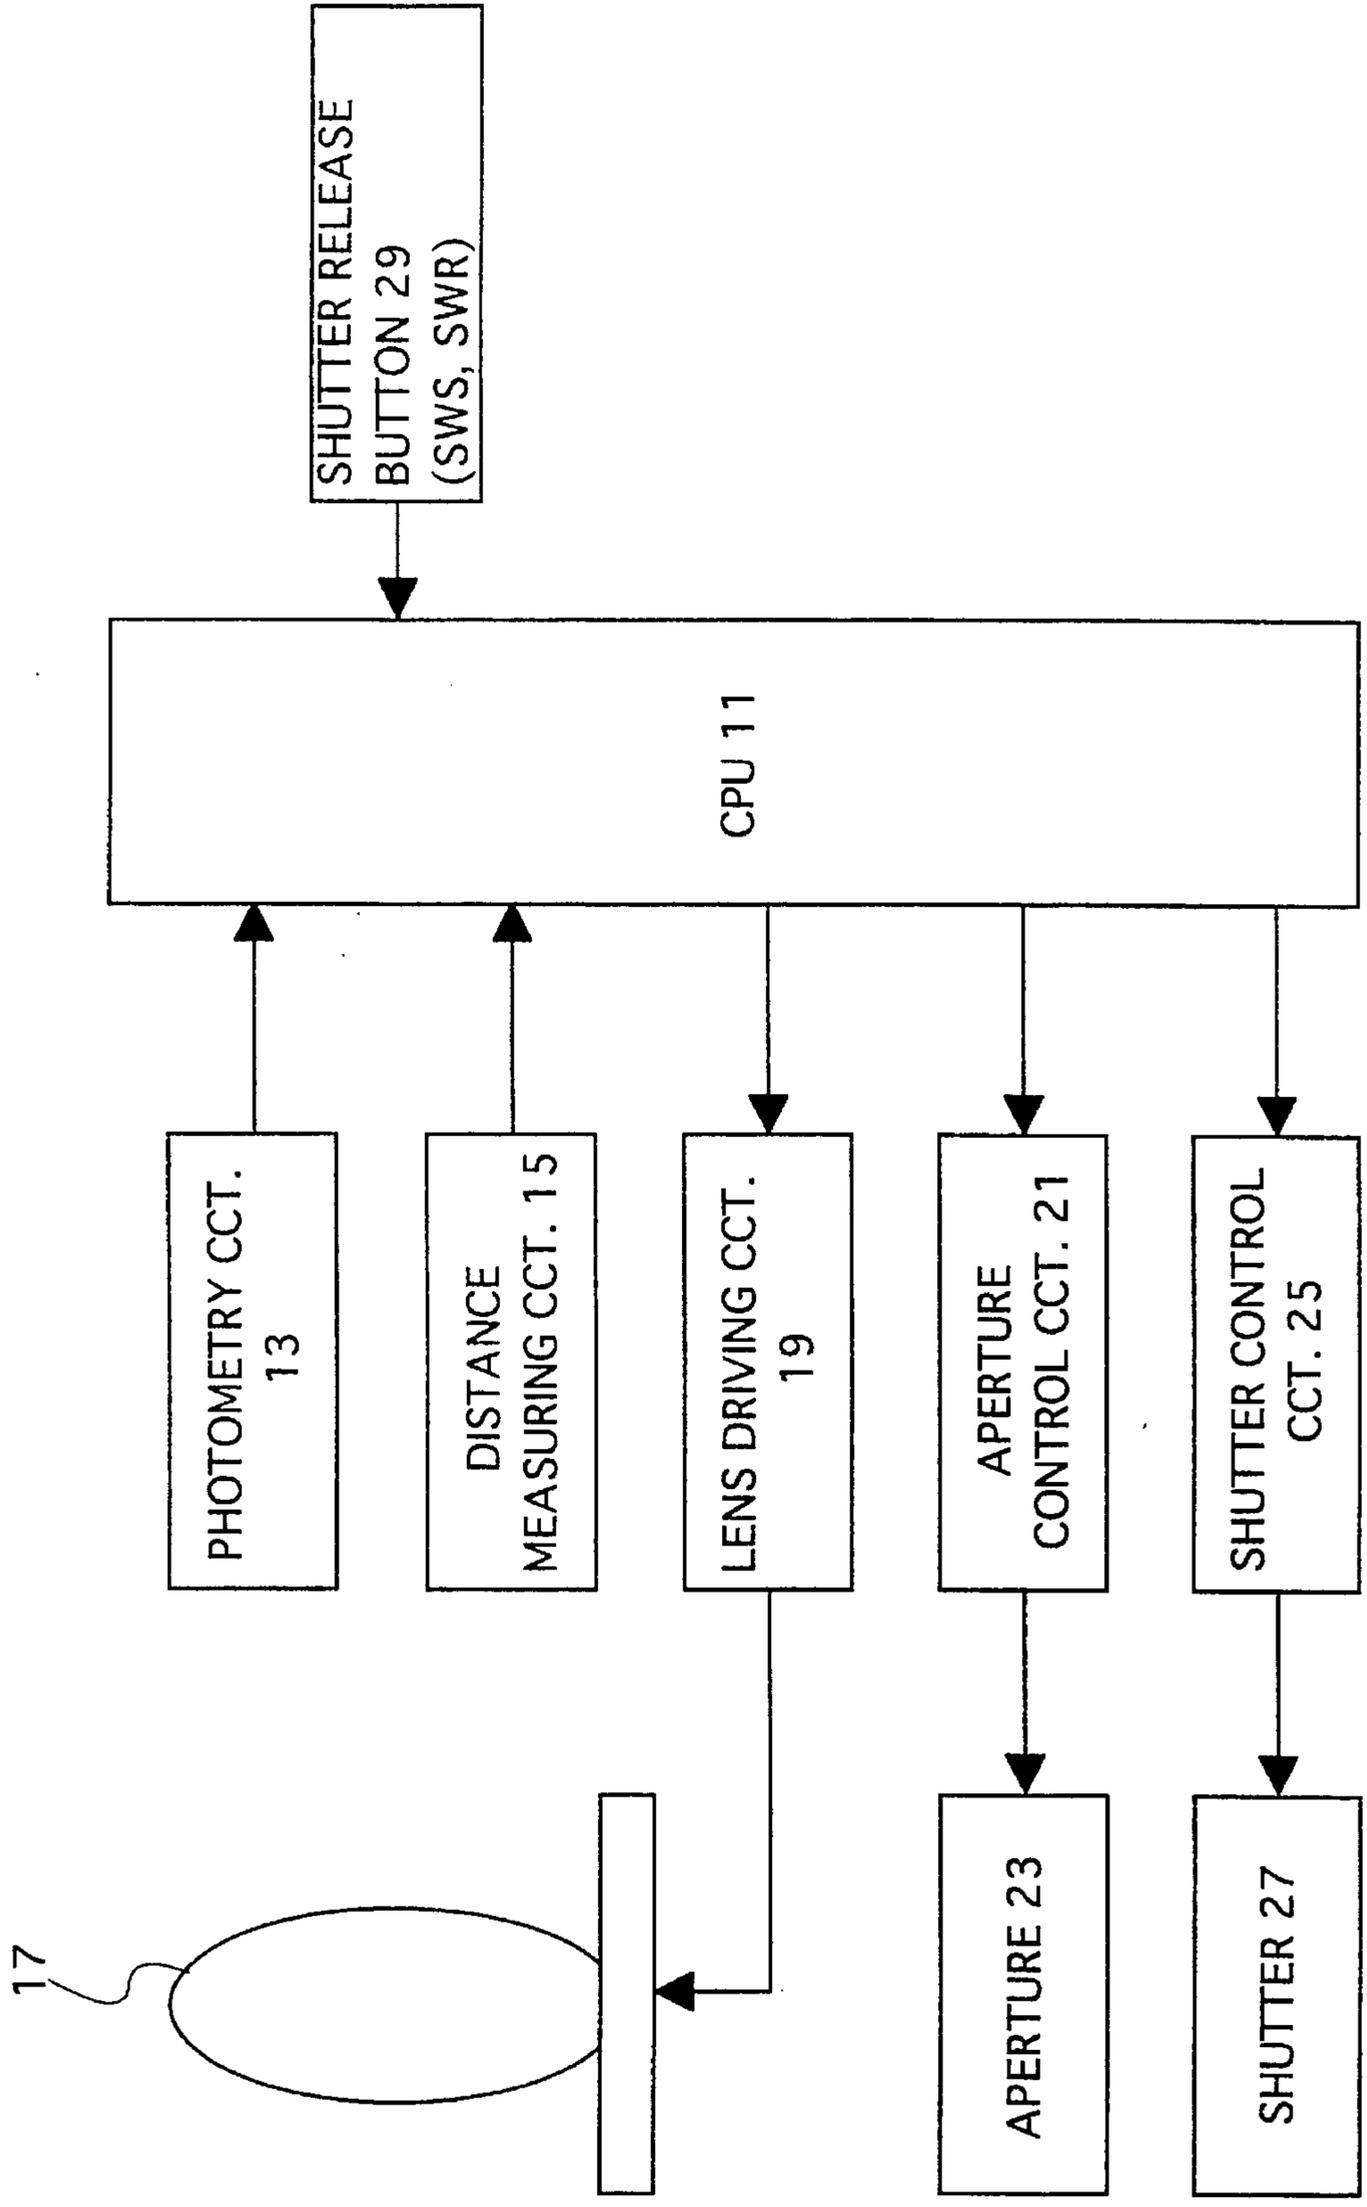 17
PHOTOMETRY CCT.
13
DISTANCE
MEASURING CCT. 15
LENS DRIVING CCT.
19
APERTURE
CONTROL CCT. 21
SHUTTER CONTROL
CCT. 25
APERTURE 23
SHUTTER 27
CPU 11
SHUTTER RELEASE
BUTTON 29
(SWS, SWR)